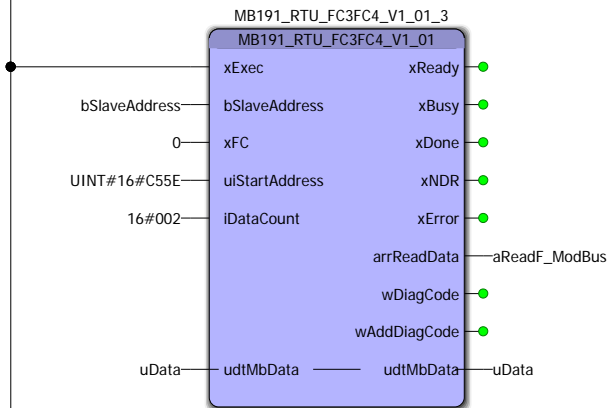 MB191_RTU_FC3FC4_V1_01_3
MB191_RTU_FC3FC4_V1_01
xExec xReady
bSlaveAddress bSlaveAddress xBusy
0 xFC xDone
UINT#16#C55E uiStartAddress xNDR
16#002 iDataCount xError
arrReadData aReadF_ModBus
wDiagCode
wAddDiagCode
uData udtMbData udtMbData uData